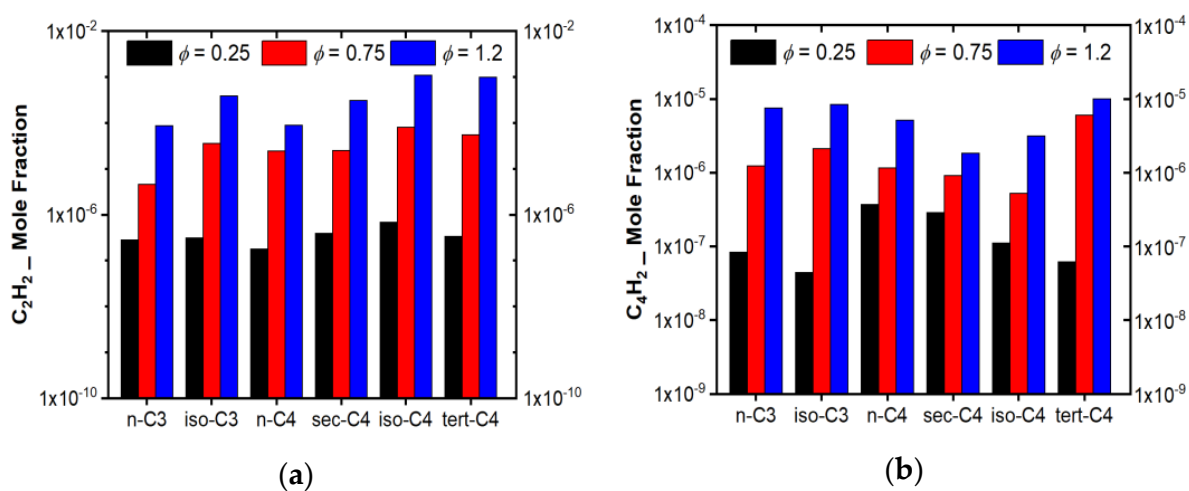 1x10⁻²
1x10⁻⁶
1x10⁻¹⁰
C₂H₂ _ Mole Fraction
ϕ = 0.25 ϕ = 0.75 ϕ = 1.2
1x10⁻²
1x10⁻⁶
1x10⁻¹⁰
n-C3 iso-C3 n-C4 sec-C4 iso-C4 tert-C4
(a)
1x10⁻⁴
1x10⁻⁵
1x10⁻⁶
1x10⁻⁷
1x10⁻⁸
1x10⁻⁹
C₄H₂ _ Mole Fraction
ϕ = 0.25 ϕ = 0.75 ϕ = 1.2
1x10⁻⁴
1x10⁻⁵
1x10⁻⁶
1x10⁻⁷
1x10⁻⁸
1x10⁻⁹
n-C3 iso-C3 n-C4 sec-C4 iso-C4 tert-C4
(b)